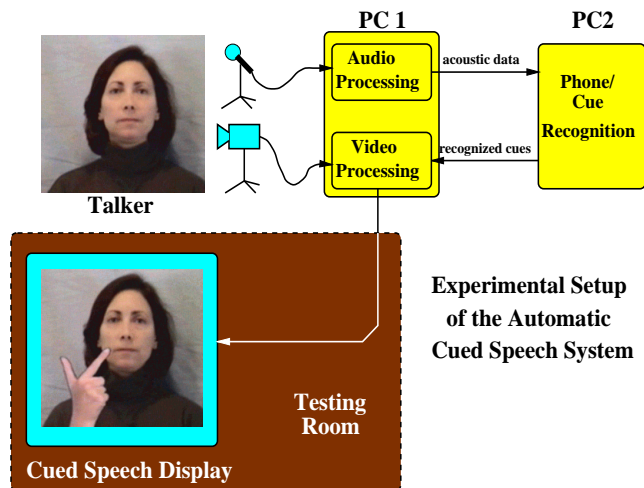 PC 1
PC2
Audio
Processing
acoustic data
Phone/
Cue
Recognition
Video
Processing
recognized cues
Talker
Experimental Setup
of the Automatic
Cued Speech System
Testing
Room
Cued Speech Display